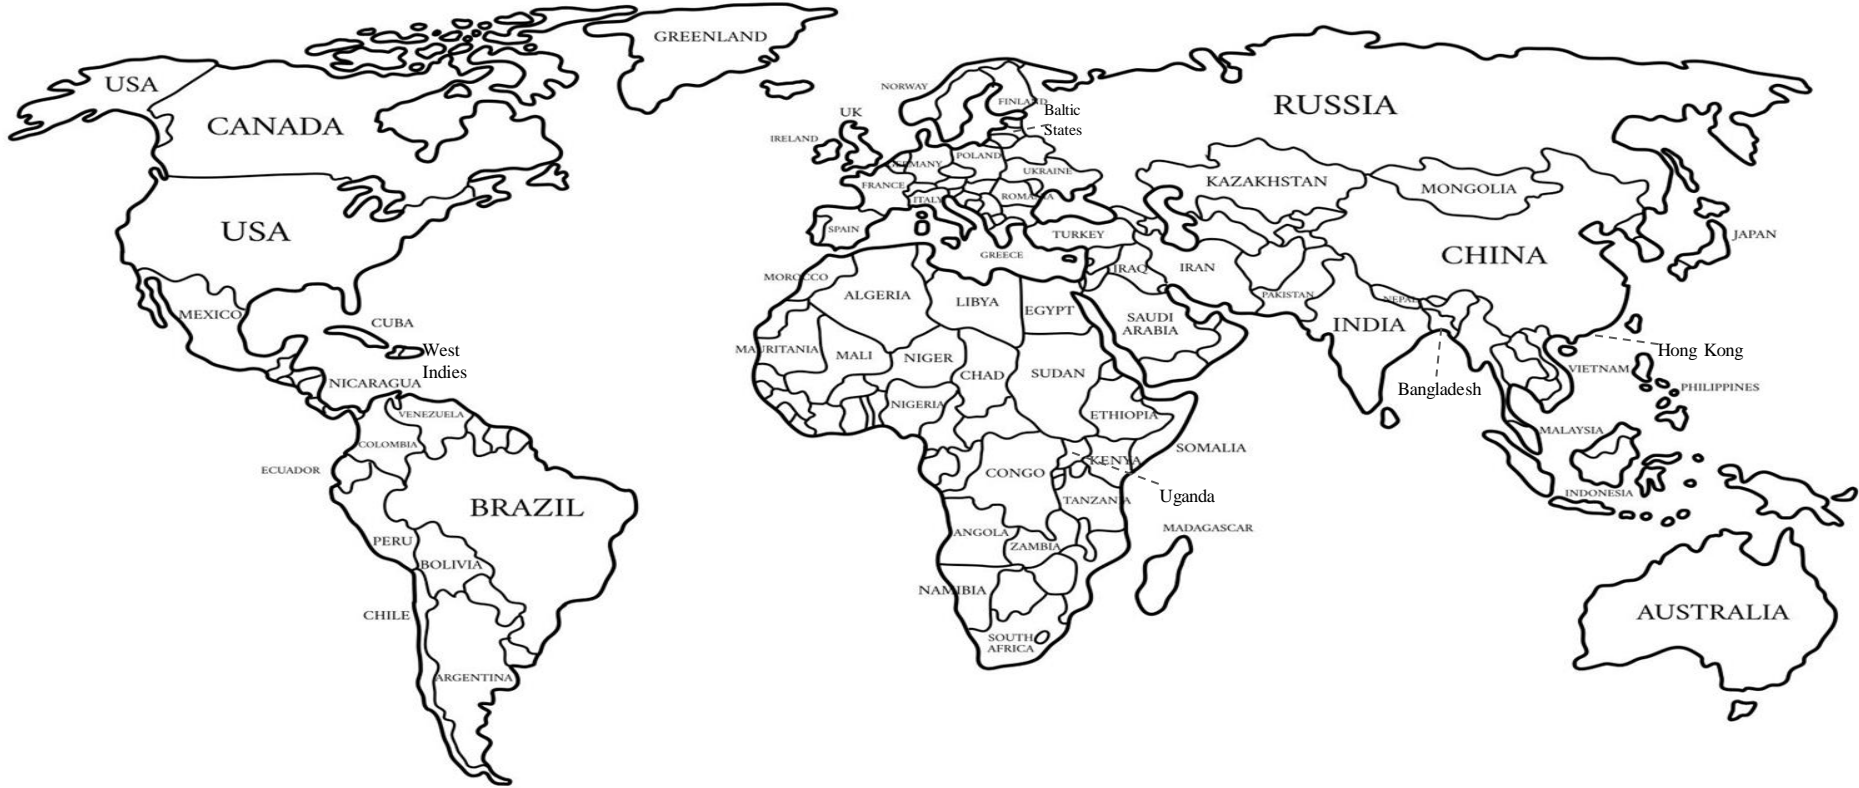 GREENLAND
USA
CANADA
USA
MEXICO
CUBA
West
Indies
NICARAGUA
VENEZUELA
COLOMBIA
ECUADOR
BRAZIL
PERU
BOLIVIA
CHILE
ARGENTINA
NORWAY
FINLAND
Baltic
States
UK
IRELAND
GERMANY
POLAND
UKRAINE
FRANCE
ITALY
ROMANIA
SPAIN
GREECE
TURKEY
RUSSIA
KAZAKHSTAN
MONGOLIA
CHINA
JAPAN
IRAQ
IRAN
PAKISTAN
NEPAL
INDIA
SAUDI
ARABIA
Bangladesh
Hong Kong
VIETNAM
PHILIPPINES
MALAYSIA
INDONESIA
AUSTRALIA
MOROCCO
ALGERIA
LIBYA
EGYPT
MAURITANIA
MALI
NIGER
CHAD
SUDAN
NIGERIA
ETHIOPIA
SOMALIA
CONGO
KENYA
Uganda
TANZANIA
ANGOLA
ZAMBIA
MADAGASCAR
NAMIBIA
SOUTH
AFRICA